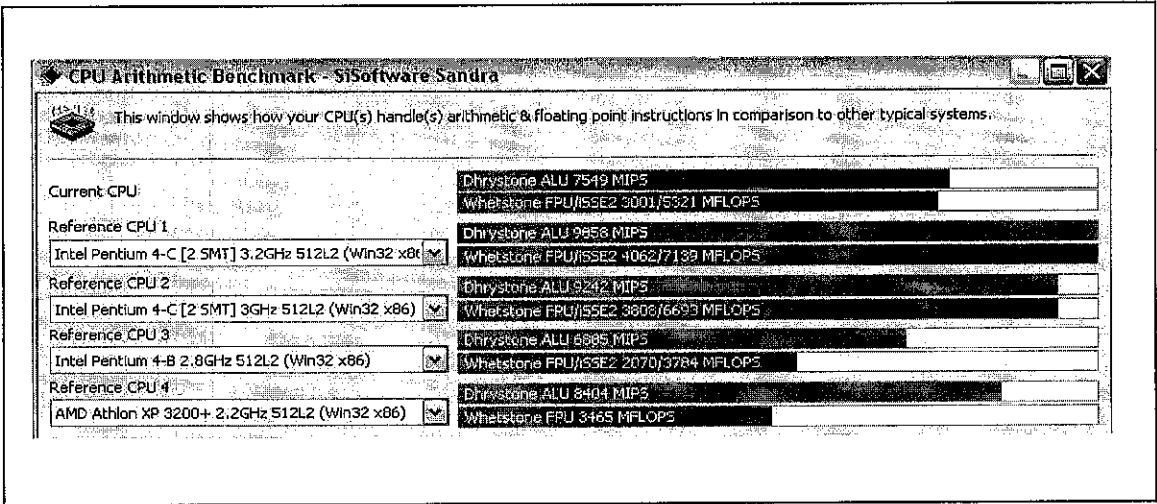 CPU Arithmetic Benchmark - SiSoftware Sandra
This window shows how your CPU(s) handle(s) arithmetic & floating point instructions in comparison to other typical systems.
Current CPU
Dhrystone ALU 7549 MIPS
Whetstone FPU/iSSE2 3001/5321 MFLOPS
Reference CPU 1
Intel Pentium 4-C [2 SMT] 3.2GHz 512L2 (Win32 x86
Dhrystone ALU 9858 MIPS
Whetstone FPU/iSSE2 4062/7139 MFLOPS
Reference CPU 2
Intel Pentium 4-C [2 SMT] 3GHz 512L2 (Win32 x86)
Dhrystone ALU 9242 MIPS
Whetstone FPU/iSSE2 3808/6693 MFLOPS
Reference CPU 3
Intel Pentium 4-B 2.8GHz 512L2 (Win32 x86)
Dhrystone ALU 6885 MIPS
Whetstone FPU/iSSE2 2070/3784 MFLOPS
Reference CPU 4
AMD Athlon XP 3200+ 2.2GHz 512L2 (Win32 x86)
Dhrystone ALU 8404 MIPS
Whetstone FPU 3465 MFLOPS